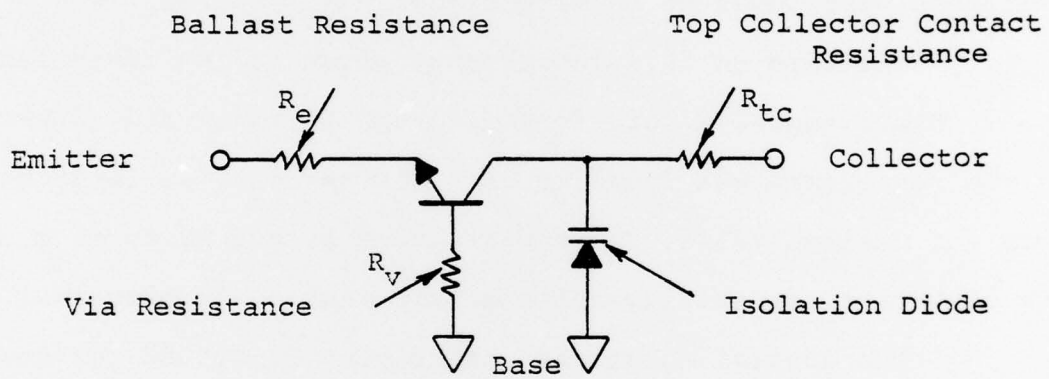 Ballast Resistance
Top Collector Contact
Resistance
R_e
R_tc
Emitter
Collector
R_v
Via Resistance
Isolation Diode
Base